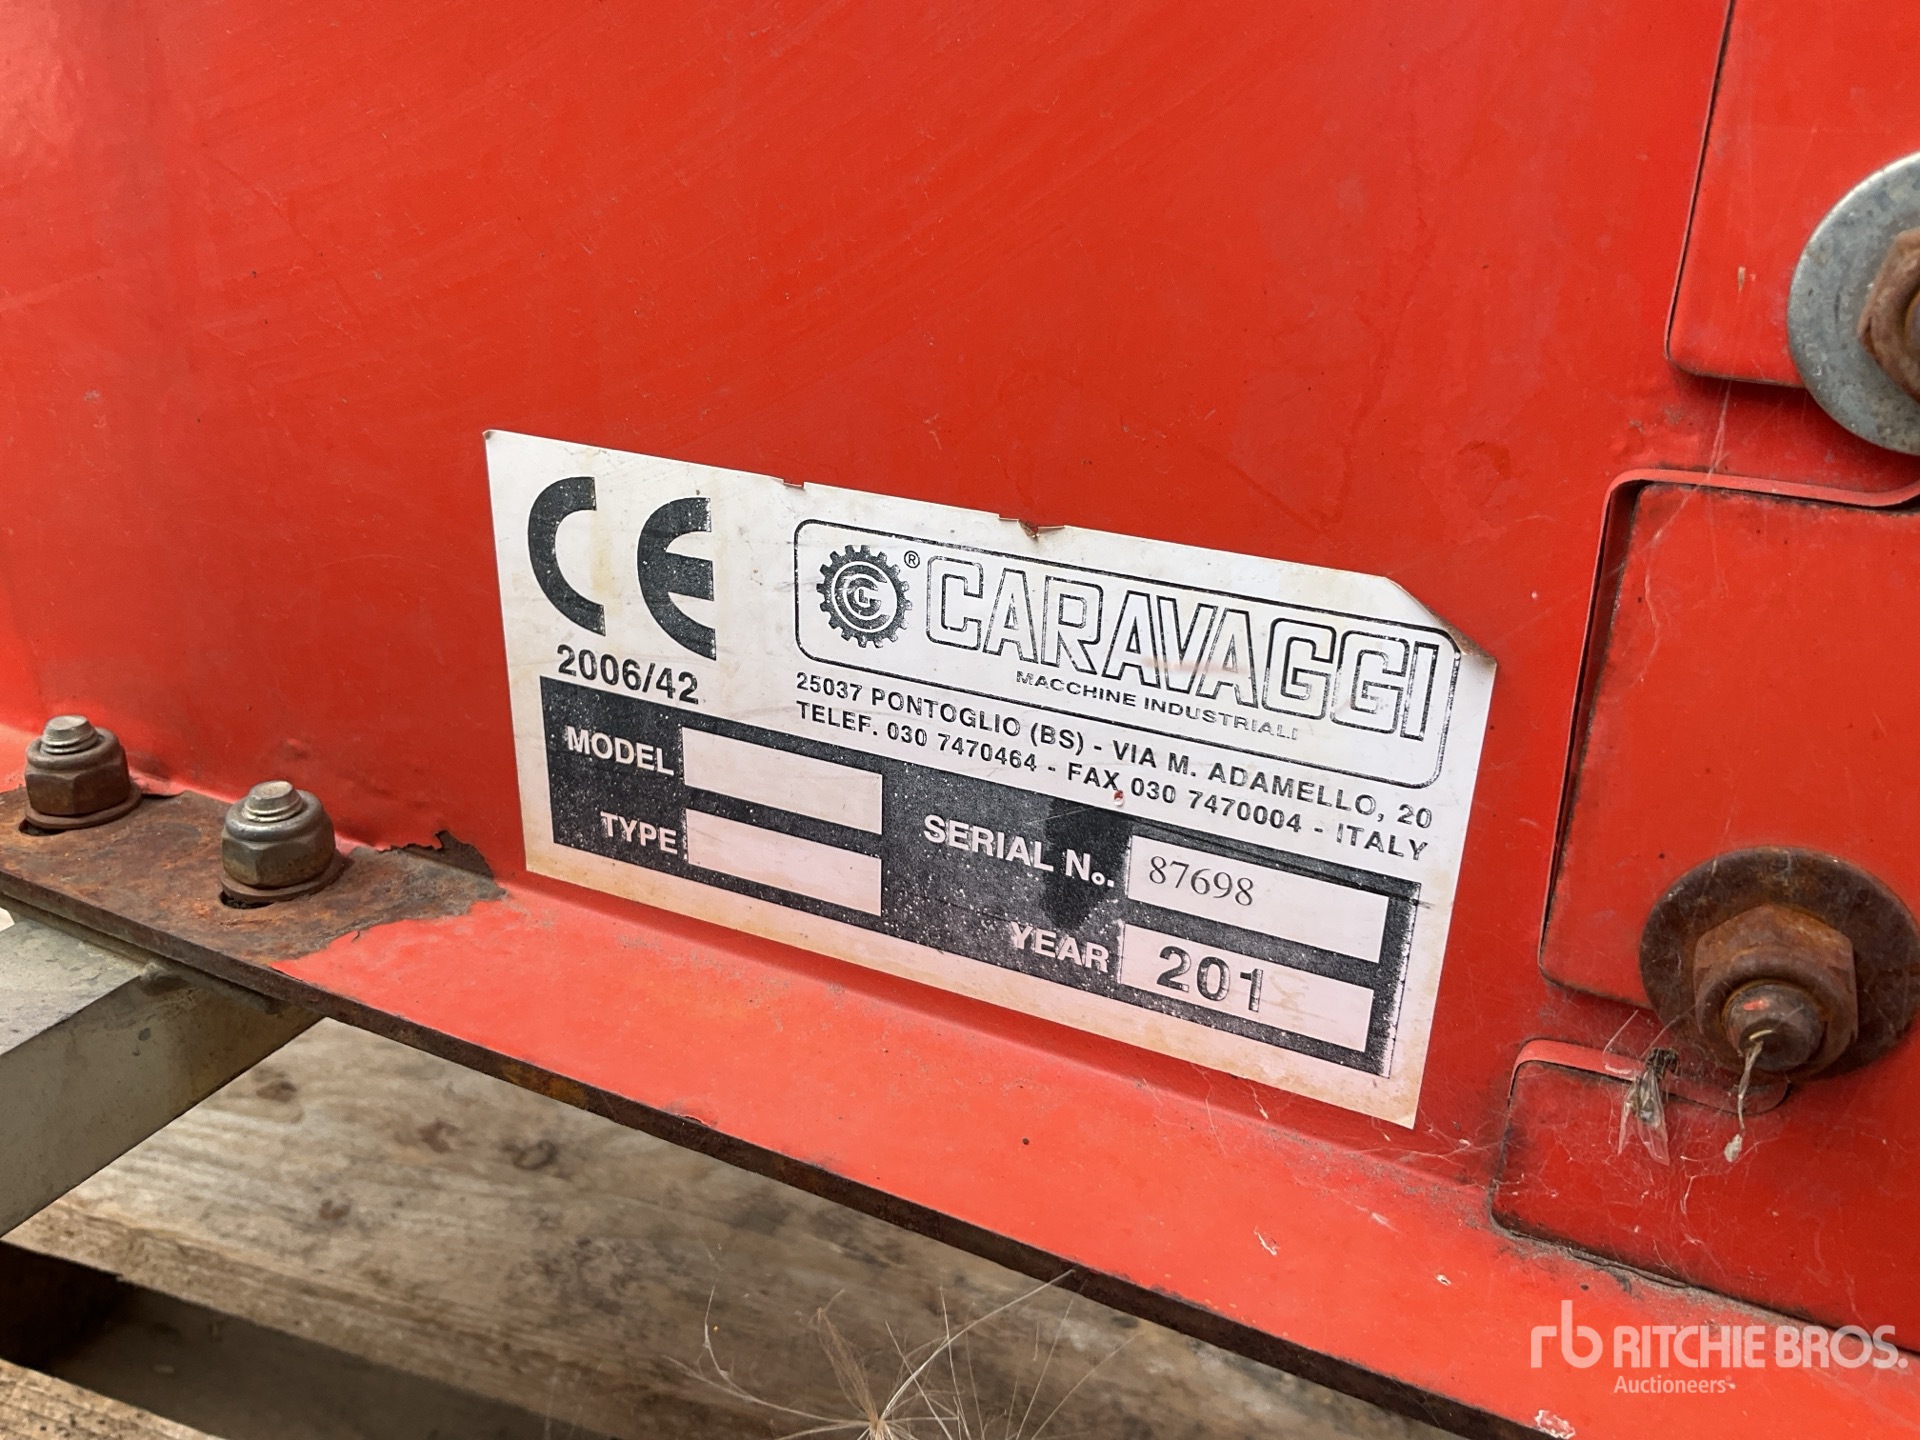 CE
2006/42
® CARAVAGGI
MACCHINE INDUSTRIALI
25037 PONTOGLIO (BS) - VIA M. ADAMELLO, 20
TELEF. 030 7470464 - FAX 030 7470004 - ITALY
MODEL
TYPE
SERIAL No. 87698
YEAR 201
rb RITCHIE BROS.
Auctioneers